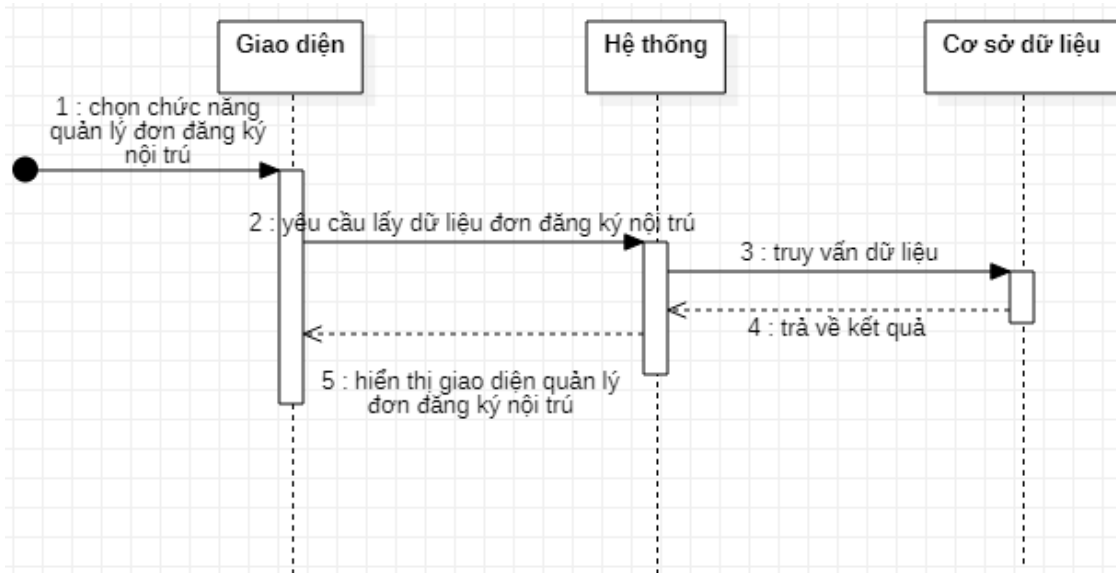 Giao diện
Hệ thống
Cơ sở dữ liệu
1 : chọn chức năng
quản lý đơn đăng ký
nội trú
2 : yêu cầu lấy dữ liệu đơn đăng ký nội trú
3 : truy vấn dữ liệu
4 : trả về kết quả
5 : hiển thị giao diện quản lý
đơn đăng ký nội trú